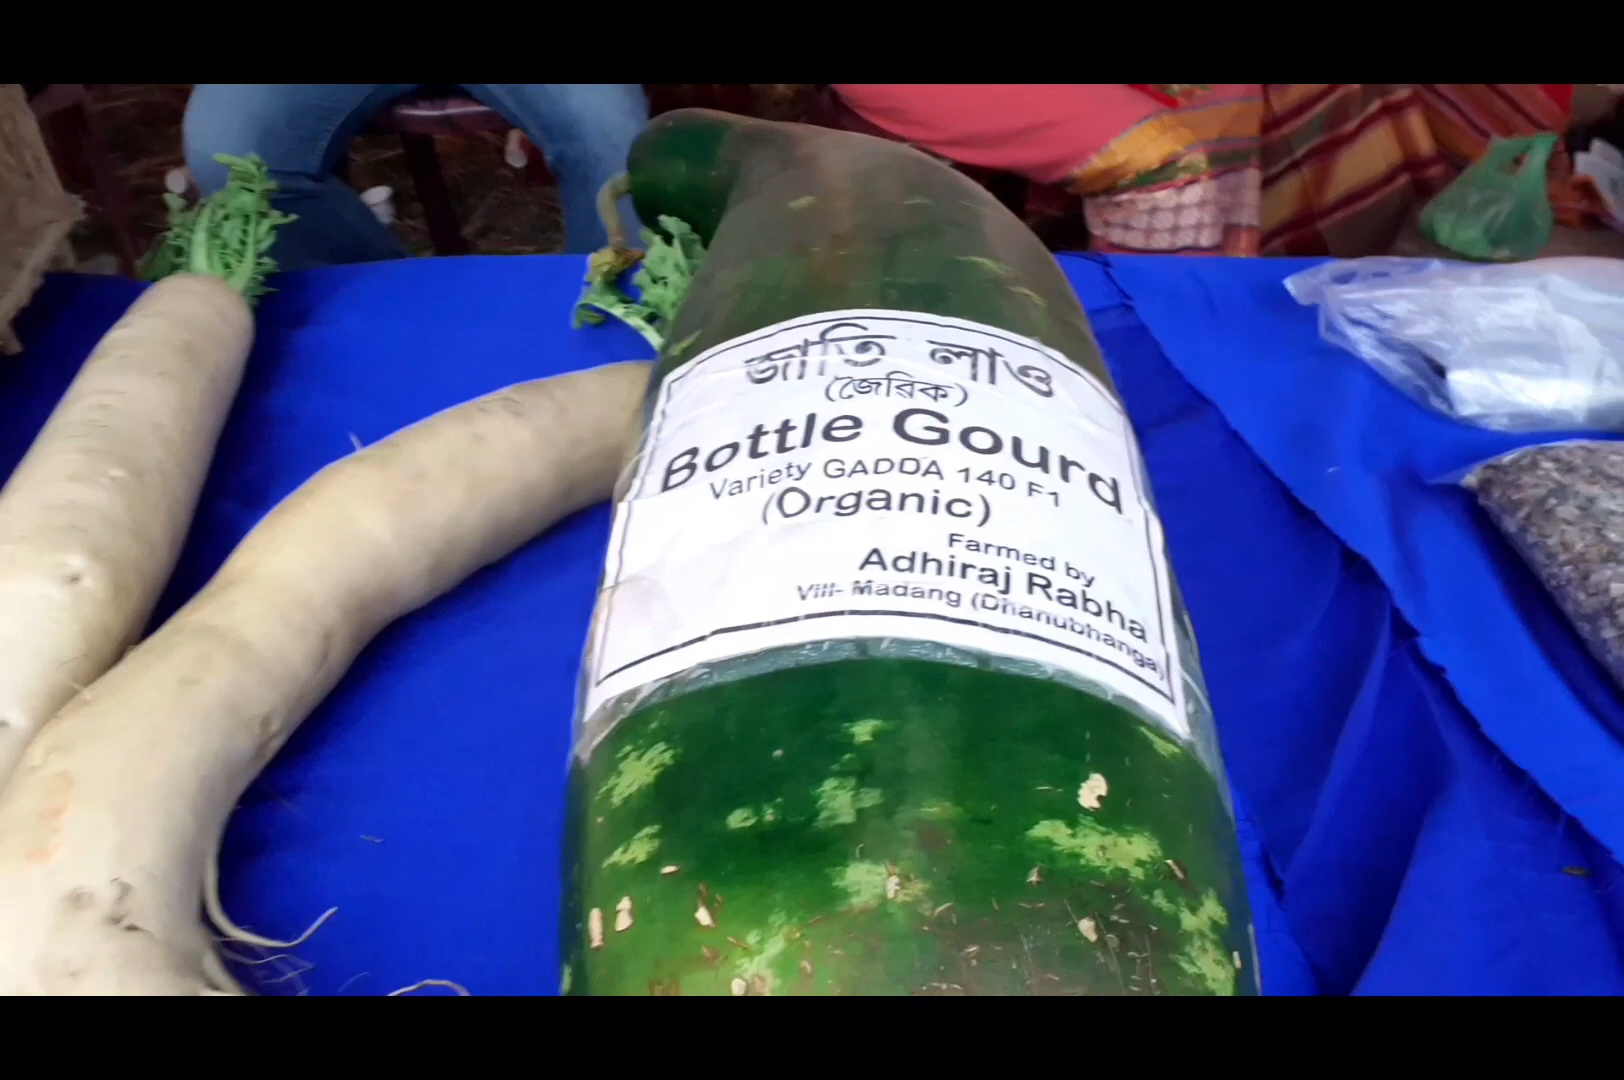 জাতি লাও
(জৈৱিক)
Bottle Gourd
Variety GADDA 140 F1
(Organic)
Farmed by
Adhiraj Rabha
Vill- Madang (Dhanubhanga)